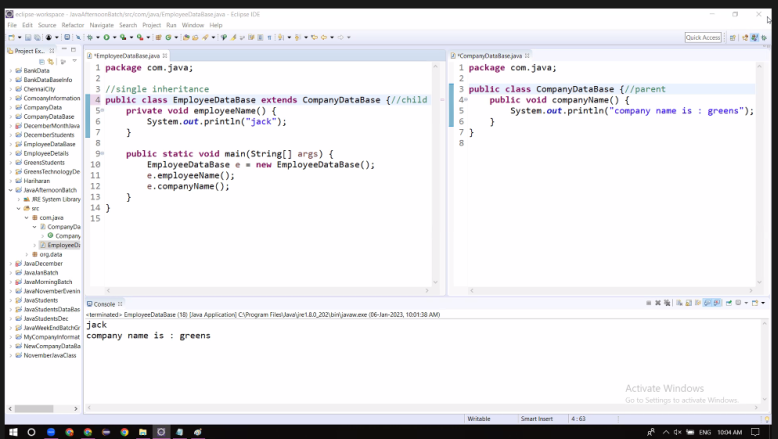 eclipse-workspace - JavaAfternoonBatch/src/com/java/EmployeeDataBase.java - Eclipse IDE
File Edit Source Refactor Navigate Search Project Run Window Help
Quick Access
Project Ex...
BankData
BankDataBaseInfo
ChennaiCity
CompanyInformation
CompanyData
CompanyDataBase
DecemberMonthJava
DecemberStudents
EmployeeDataBase
EmployeeDetails
GreensStudents
GreensTechnologyDe
Hariharan
JavaAfternoonBatch
JRE System Library
src
com.java
CompanyDa
Company
EmployeeDa
org.data
JavaDecember
JavaJanBatch
JavaMorningBatch
JavaNovemberEvenin
JavaStudents
JavaStudentsDataBas
JavaStudentsDec
JavaWeekEndBatchGr
MyCompanyInformat
NewCompanyDataBa
NovemberJavaClass
*EmployeeDataBase.java
1 package com.java;
2
3 //single inheritance
4 public class EmployeeDataBase extends CompanyDataBase {//child
5 private void employeeName() {
6 System.out.println("jack");
7 }
8
9 public static void main(String[] args) {
10 EmployeeDataBase e = new EmployeeDataBase();
11 e.employeeName();
12 e.companyName();
13 }
14 }
15
*CompanyDataBase.java
1 package com.java;
2
3 public class CompanyDataBase {//parent
4 public void companyName() {
5 System.out.println("company name is : greens");
6 }
7 }
8
Console
<terminated> EmployeeDataBase (18) [Java Application] C:\Program Files\Java\jre1.8.0_202\bin\javaw.exe (06-Jan-2023, 10:01:38 AM)
jack
company name is : greens
Activate Windows
Go to Settings to activate Windows.
Writable Smart Insert 4 : 63
ENG 10:04 AM